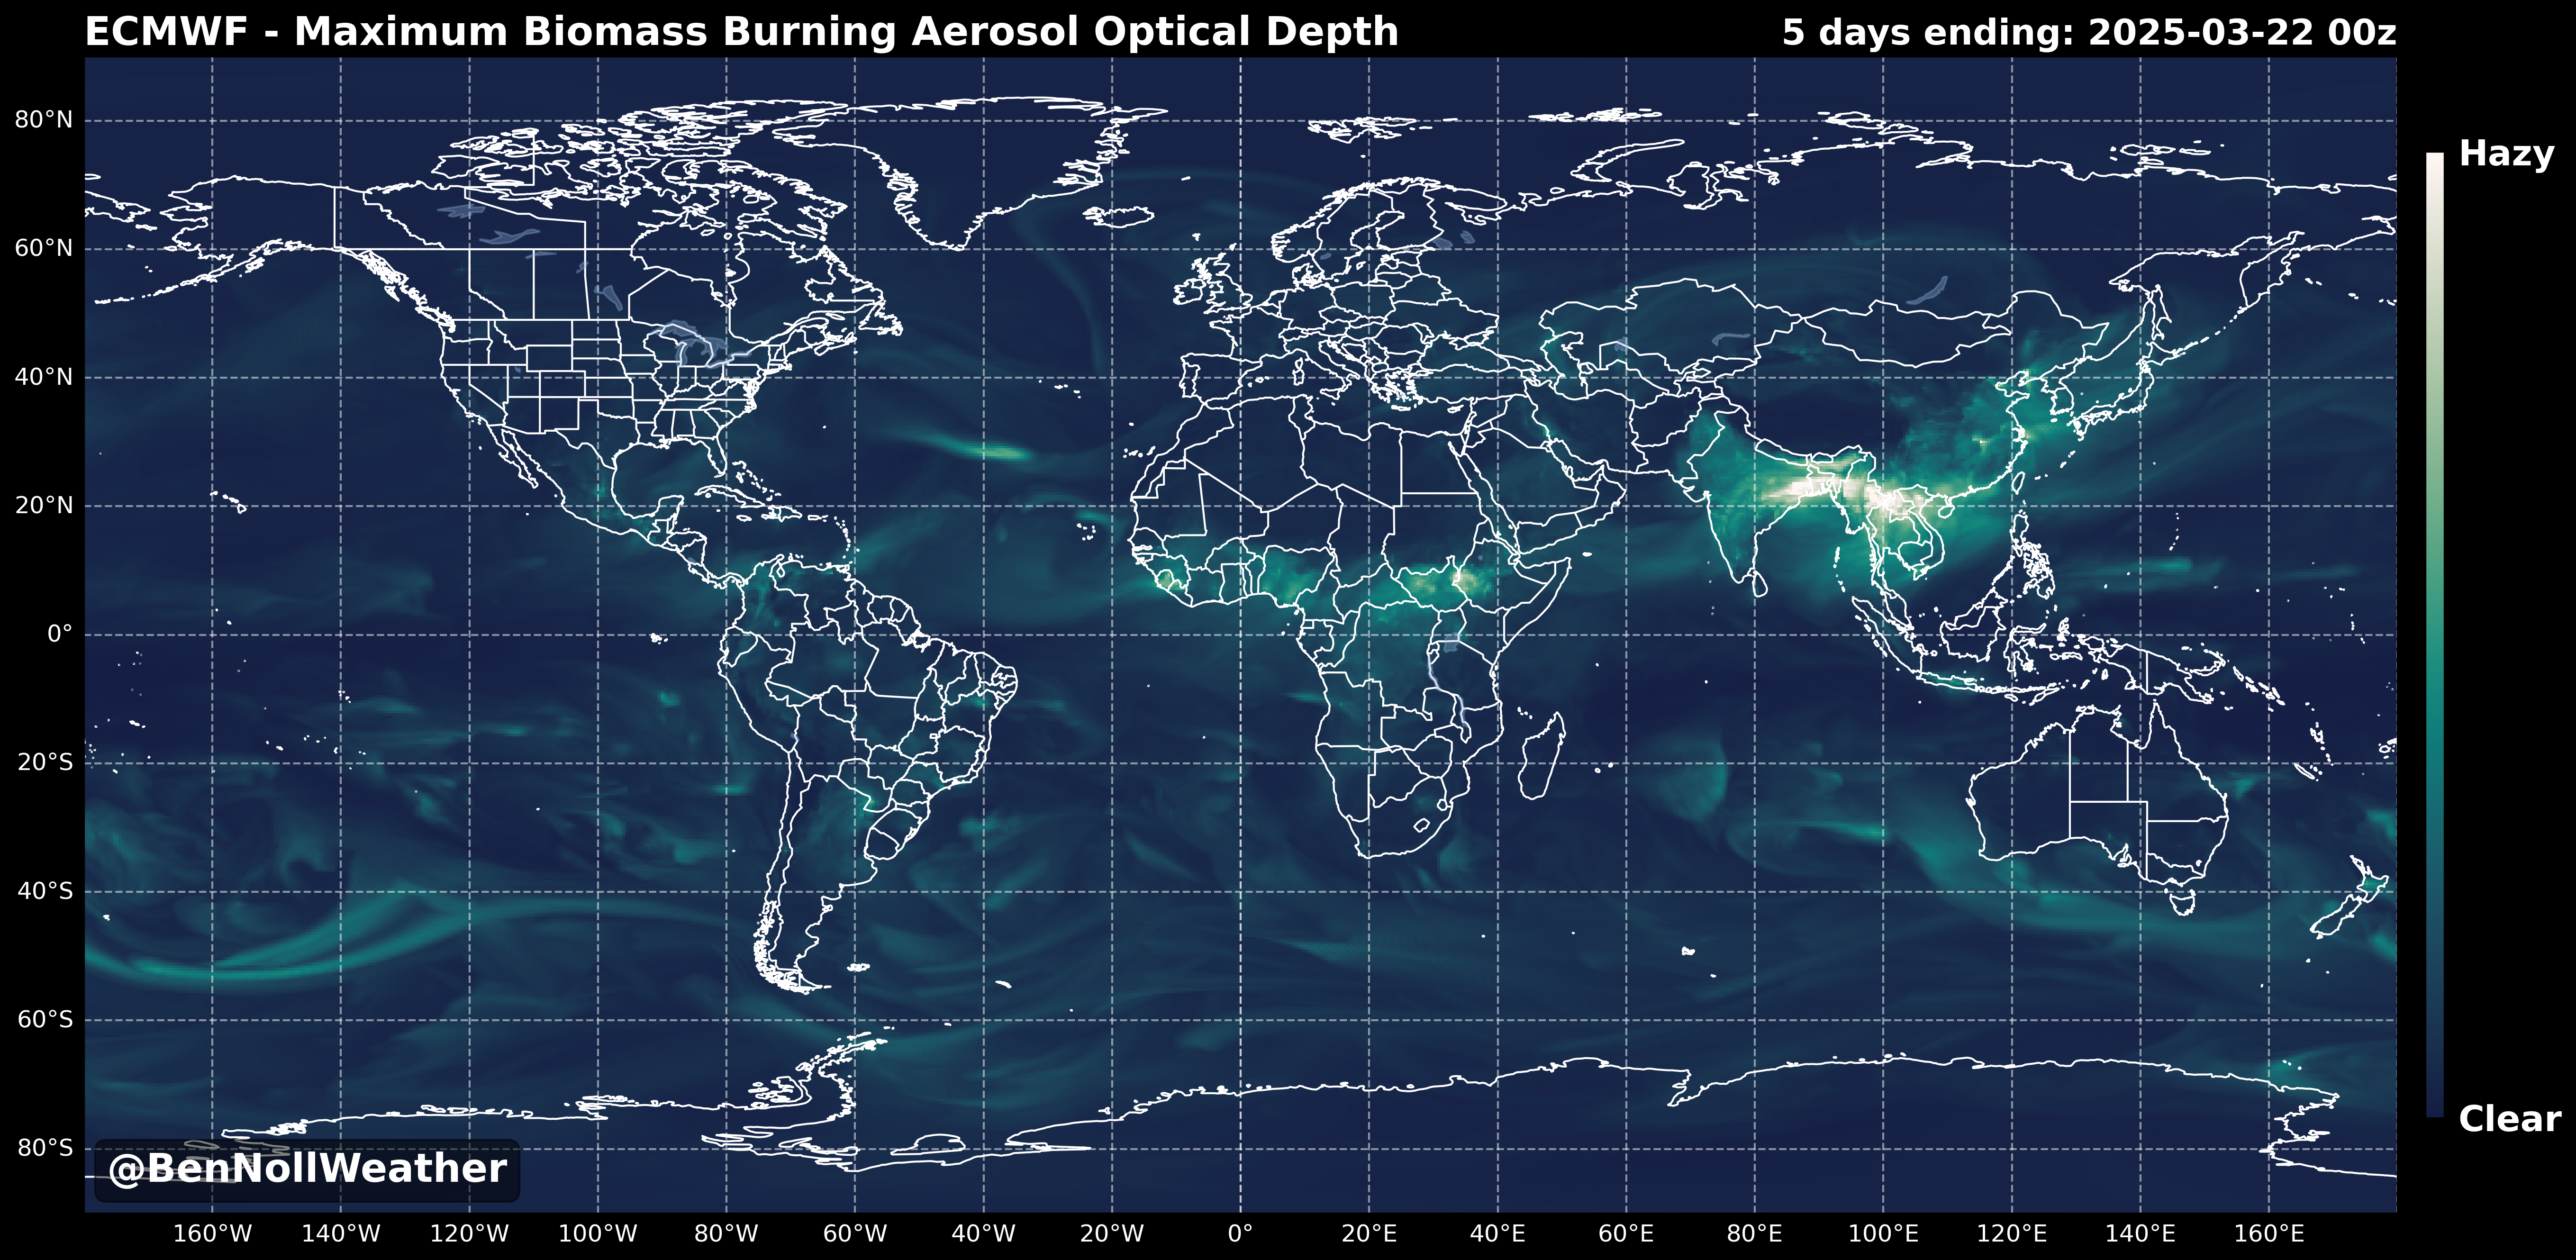 ECMWF - Maximum Biomass Burning Aerosol Optical Depth
5 days ending: 2025-03-22 00z
Hazy
80°N
60°N
40°N
20°N
0°
20°S
40°S
60°S
80°S
Clear
@BenNollWeather
160°W 140°W 120°W 100°W 80°W 60°W 40°W 20°W 0° 20°E 40°E 60°E 80°E 100°E 120°E 140°E 160°E